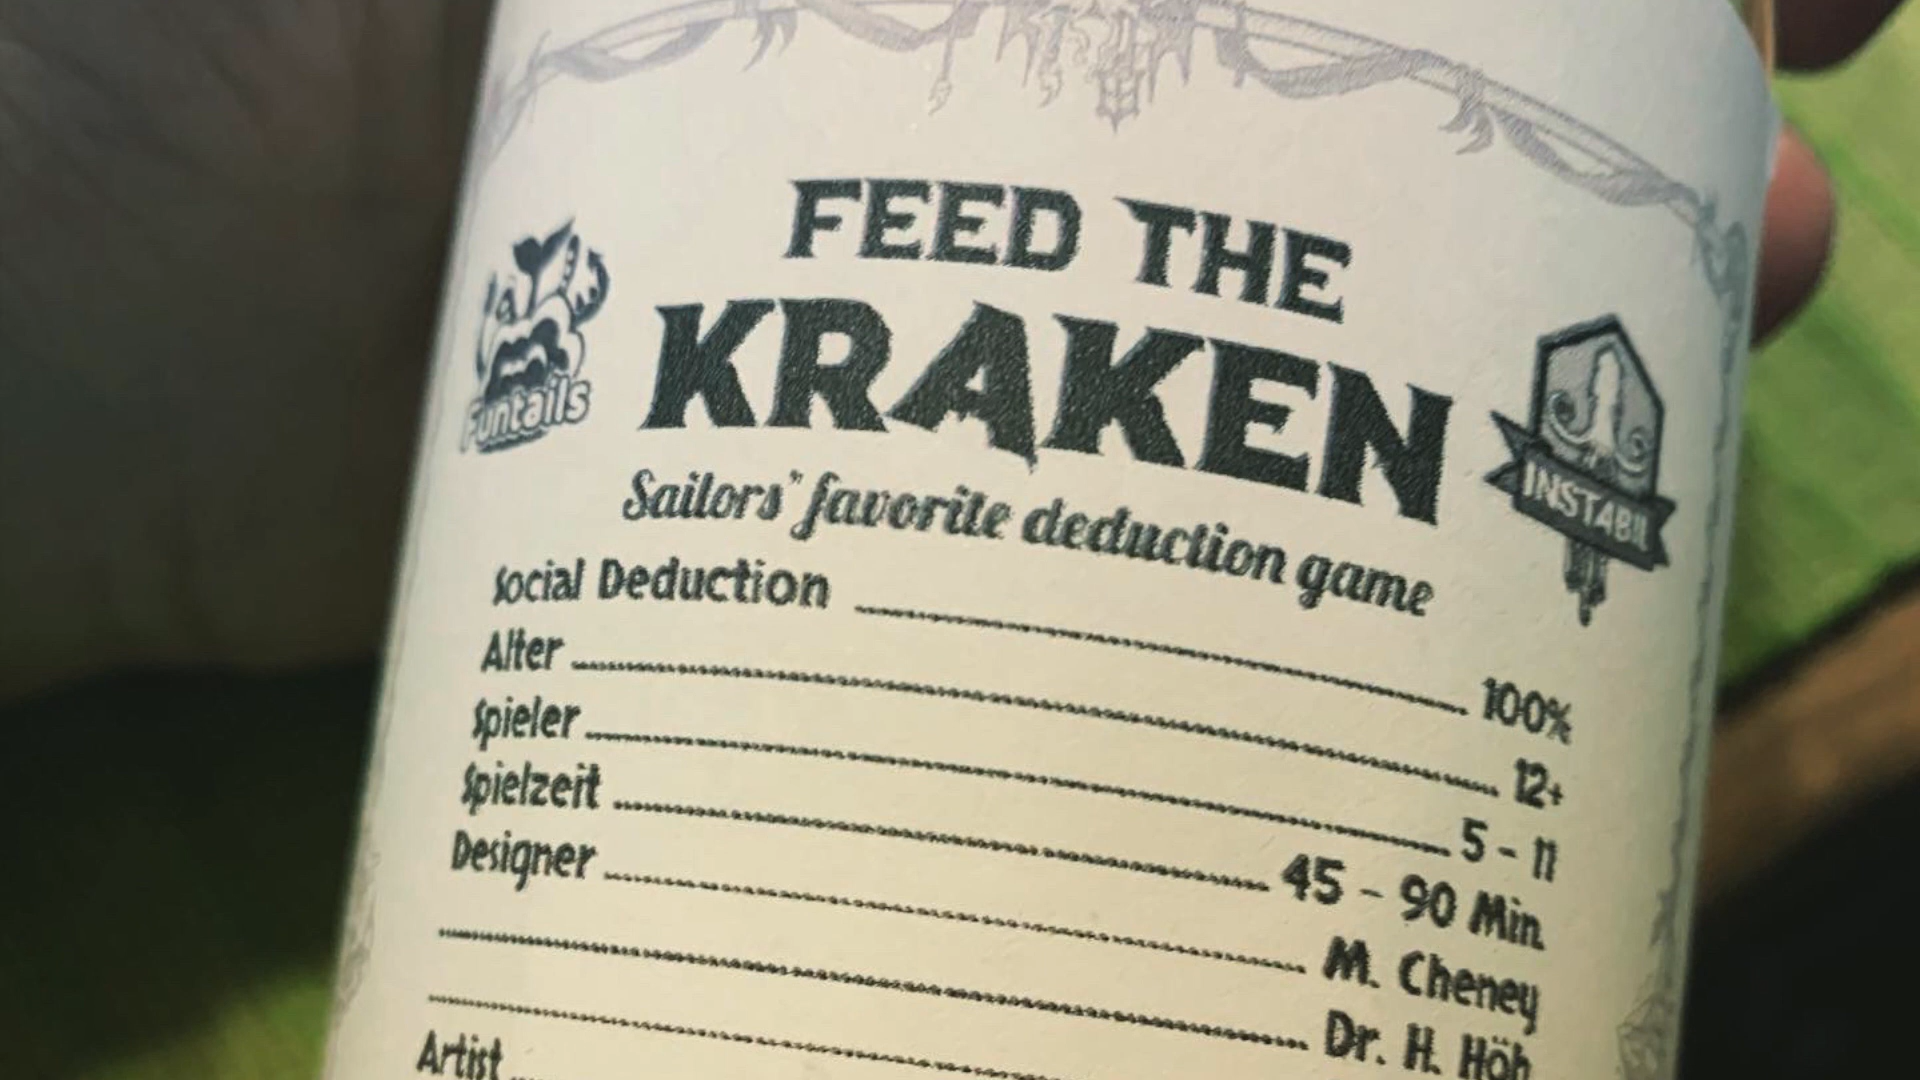 FEED THE
KRAKEN
Funtails
INSTABIL
Sailors' favorite deduction game
Social Deduction 100%
Alter 12+
Spieler 5 - 11
Spielzeit 45 - 90 Min.
Designer M. Cheney
Dr. H. Höh
Artist